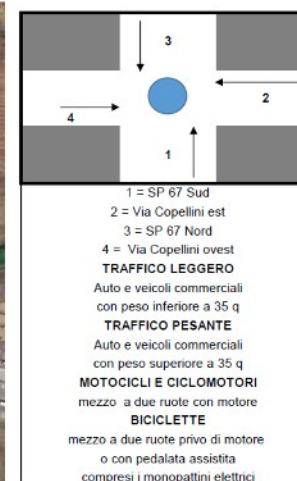 3
2
4
1
1 = SP 67 Sud
2 = Via Copellini est
3 = SP 67 Nord
4 = Via Copellini ovest
TRAFFICO LEGGERO
Auto e veicoli commerciali
con peso inferiore a 35 q
TRAFFICO PESANTE
Auto e veicoli commerciali
con peso superiore a 35 q
MOTOCICLI E CICLOMOTORI
mezzo a due ruote con motore
BICICLETTE
mezzo a due ruote privo di motore
o con pedalata assistita
compresi i monopattini elettrici